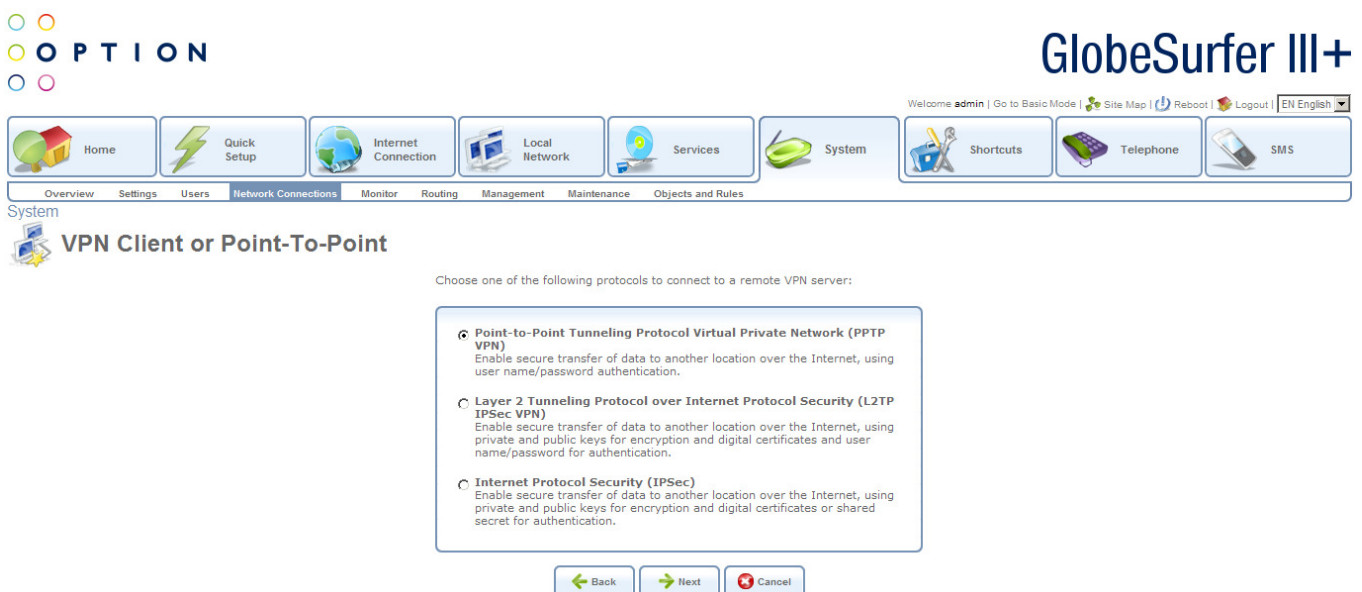 OPTION
GlobeSurfer III+
Welcome admin | Go to Basic Mode | Site Map | Reboot | Logout | EN English
Home
Quick
Setup
Internet
Connection
Local
Network
Services
System
Shortcuts
Telephone
SMS
Overview Settings Users Network Connections Monitor Routing Management Maintenance Objects and Rules
System
VPN Client or Point-To-Point
Choose one of the following protocols to connect to a remote VPN server:
Point-to-Point Tunneling Protocol Virtual Private Network (PPTP
VPN)
Enable secure transfer of data to another location over the Internet, using
user name/password authentication.
Layer 2 Tunneling Protocol over Internet Protocol Security (L2TP
IPSec VPN)
Enable secure transfer of data to another location over the Internet, using
private and public keys for encryption and digital certificates and user
name/password for authentication.
Internet Protocol Security (IPSec)
Enable secure transfer of data to another location over the Internet, using
private and public keys for encryption and digital certificates or shared
secret for authentication.
Back
Next
Cancel